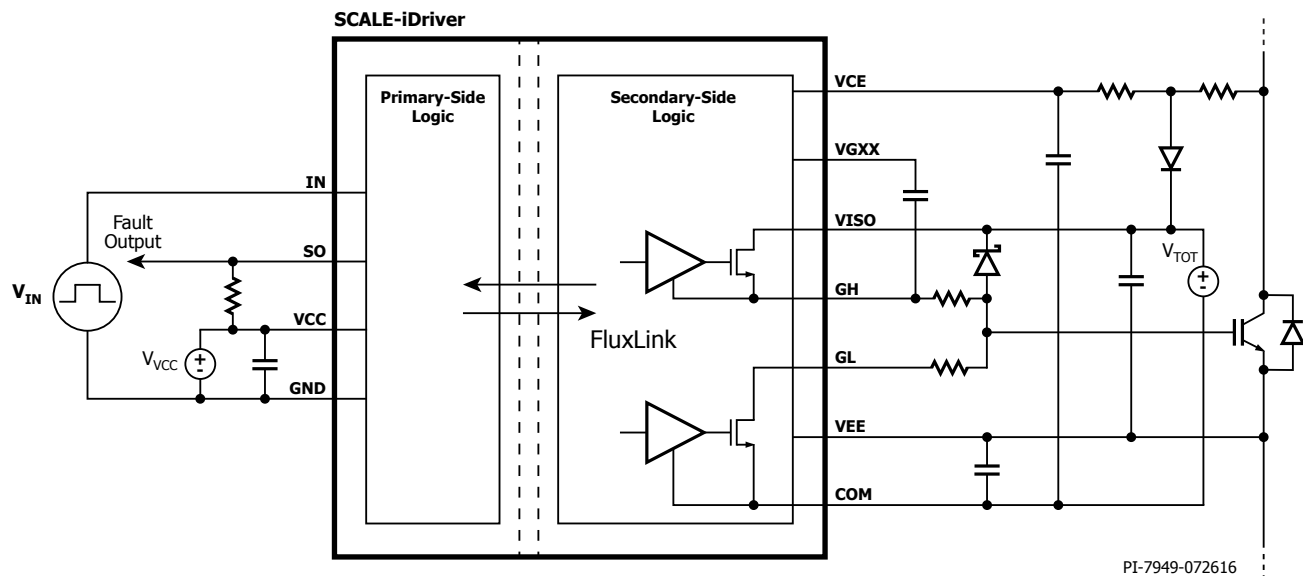 SCALE-iDriver
Primary-Side
Logic
Secondary-Side
Logic
VCE
VGXX
IN
Fault
Output
VISO
SO
VTOT
VIN
GH
VCC
FluxLink
VVCC
GL
GND
VEE
COM
PI-7949-072616